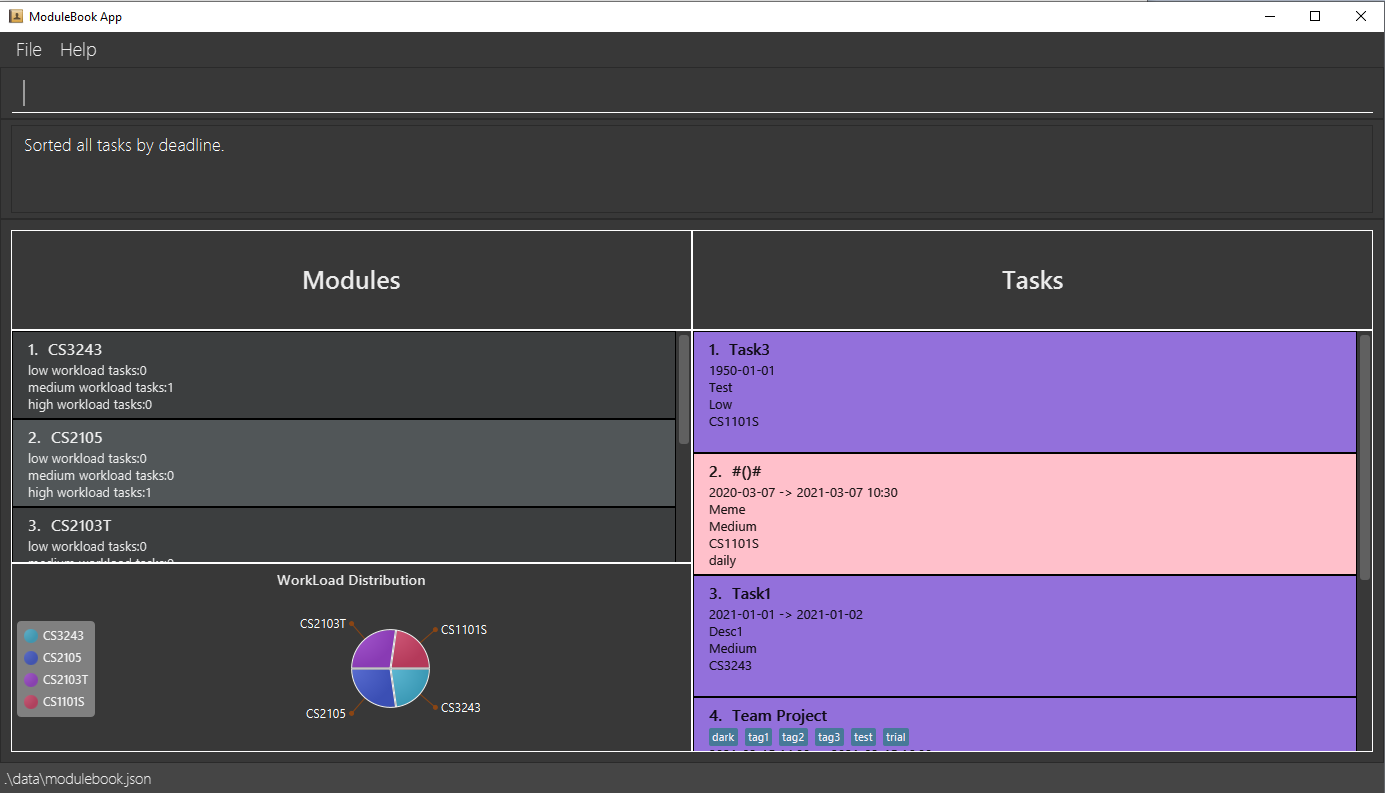 ModuleBook App
File Help
Sorted all tasks by deadline.
Modules
1. CS3243
low workload tasks:0
medium workload tasks:1
high workload tasks:0
2. CS2105
low workload tasks:0
medium workload tasks:0
high workload tasks:1
3. CS2103T
low workload tasks:0
medium workload tasks:0
WorkLoad Distribution
CS3243
CS2105
CS2103T
CS1101S
CS2103T
CS1101S
CS2105
CS3243
Tasks
1. Task3
1950-01-01
Test
Low
CS1101S
2. #()#
2020-03-07 -> 2021-03-07 10:30
Meme
Medium
CS1101S
daily
3. Task1
2021-01-01 -> 2021-01-02
Desc1
Medium
CS3243
4. Team Project
dark tag1 tag2 tag3 test trial
.\data\modulebook.json